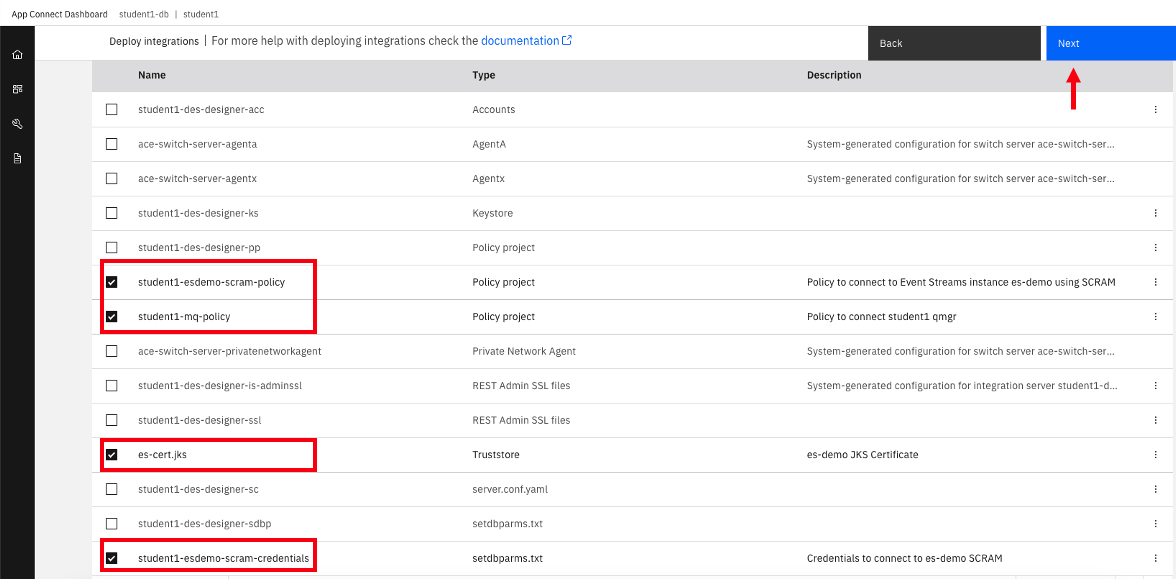 App Connect Dashboard student1-db | student1
Deploy integrations | For more help with deploying integrations check the documentation
Back
Next
Name Type Description
student1-des-designer-acc Accounts
ace-switch-server-agenta AgentA System-generated configuration for switch server ace-switch-ser...
ace-switch-server-agentx Agentx System-generated configuration for switch server ace-switch-ser...
student1-des-designer-ks Keystore
student1-des-designer-pp Policy project
student1-esdemo-scram-policy Policy project Policy to connect to Event Streams instance es-demo using SCRAM
student1-mq-policy Policy project Policy to connect student1 qmgr
ace-switch-server-privatenetworkagent Private Network Agent System-generated configuration for switch server ace-switch-ser...
student1-des-designer-is-adminssl REST Admin SSL files System-generated configuration for integration server student1-d...
student1-des-designer-ssl REST Admin SSL files
es-cert.jks Truststore es-demo JKS Certificate
student1-des-designer-sc server.conf.yaml
student1-des-designer-sdbp setdbparms.txt
student1-esdemo-scram-credentials setdbparms.txt Credentials to connect to es-demo SCRAM